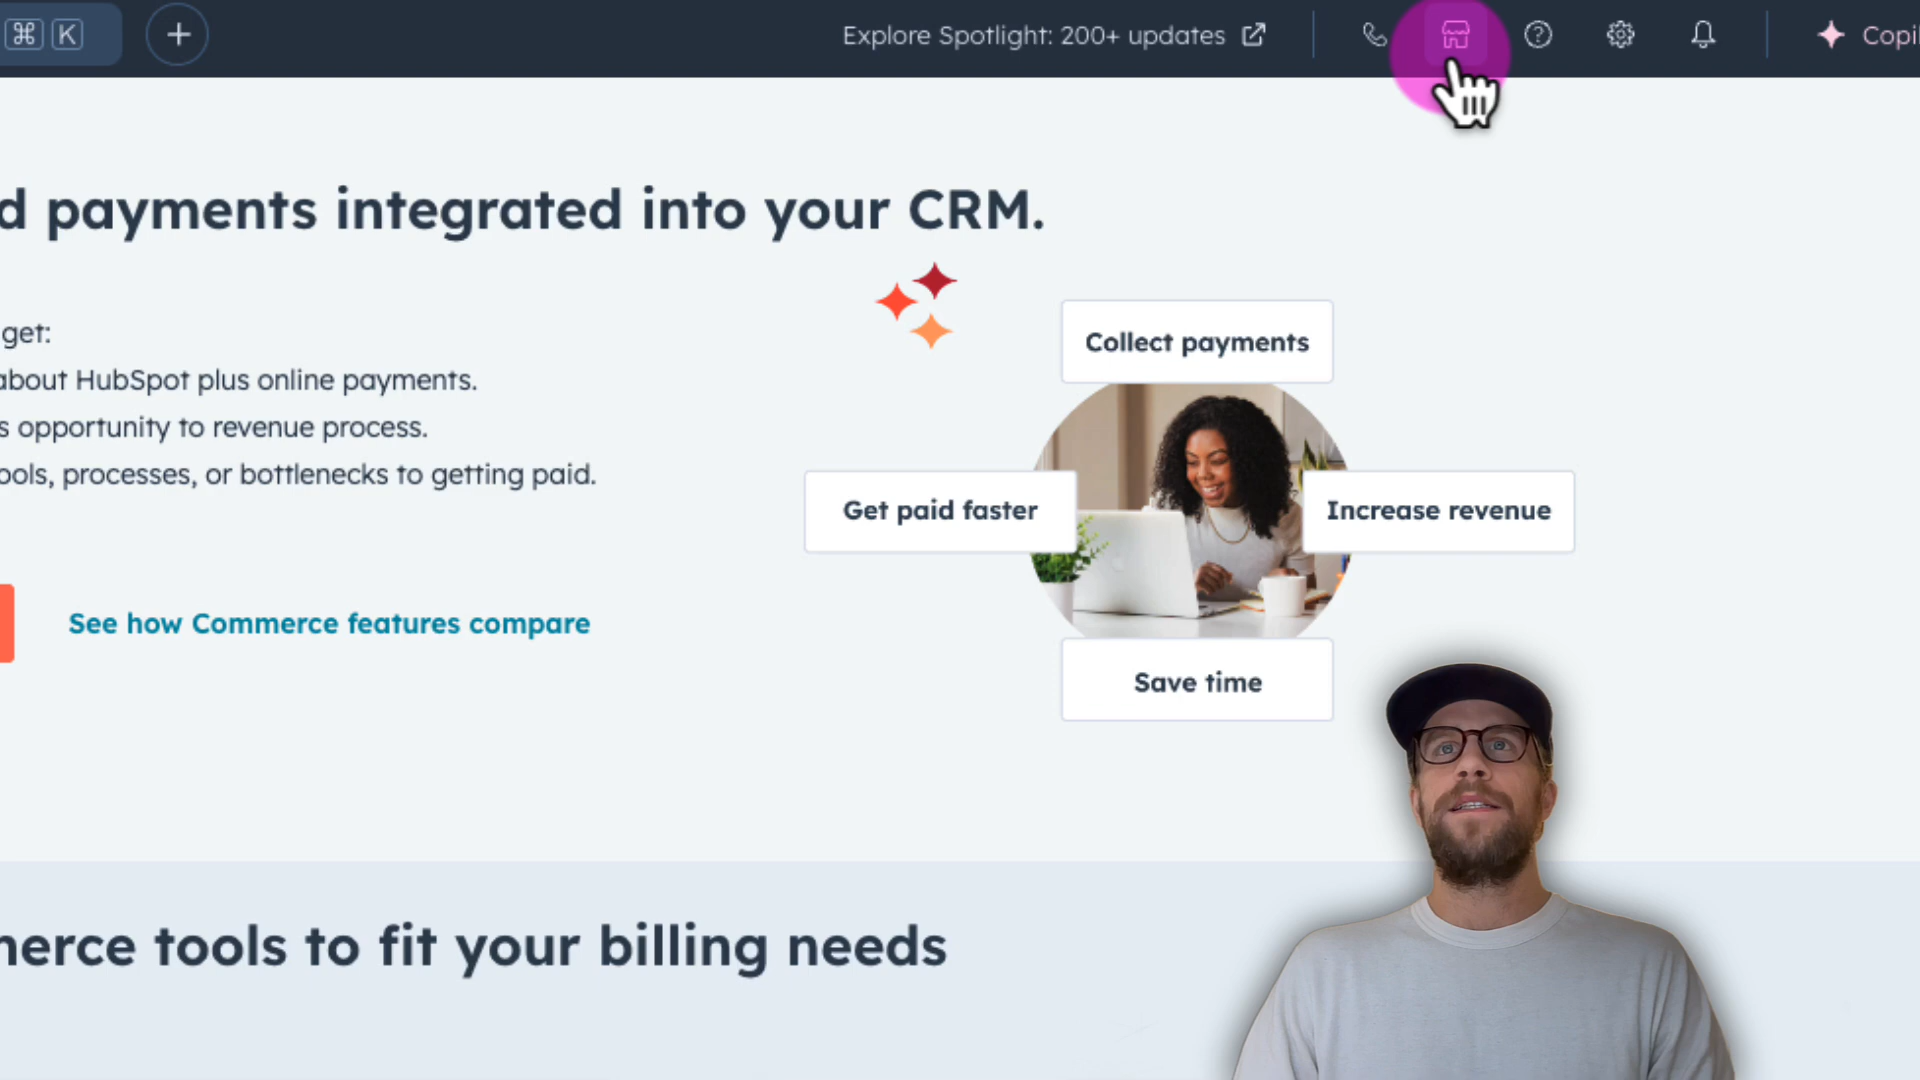 ⌘ K
Explore Spotlight: 200+ updates
Copi
d payments integrated into your CRM.
get:
about HubSpot plus online payments.
s opportunity to revenue process.
ools, processes, or bottlenecks to getting paid.
See how Commerce features compare
Collect payments
Get paid faster
Increase revenue
Save time
nerce tools to fit your billing needs